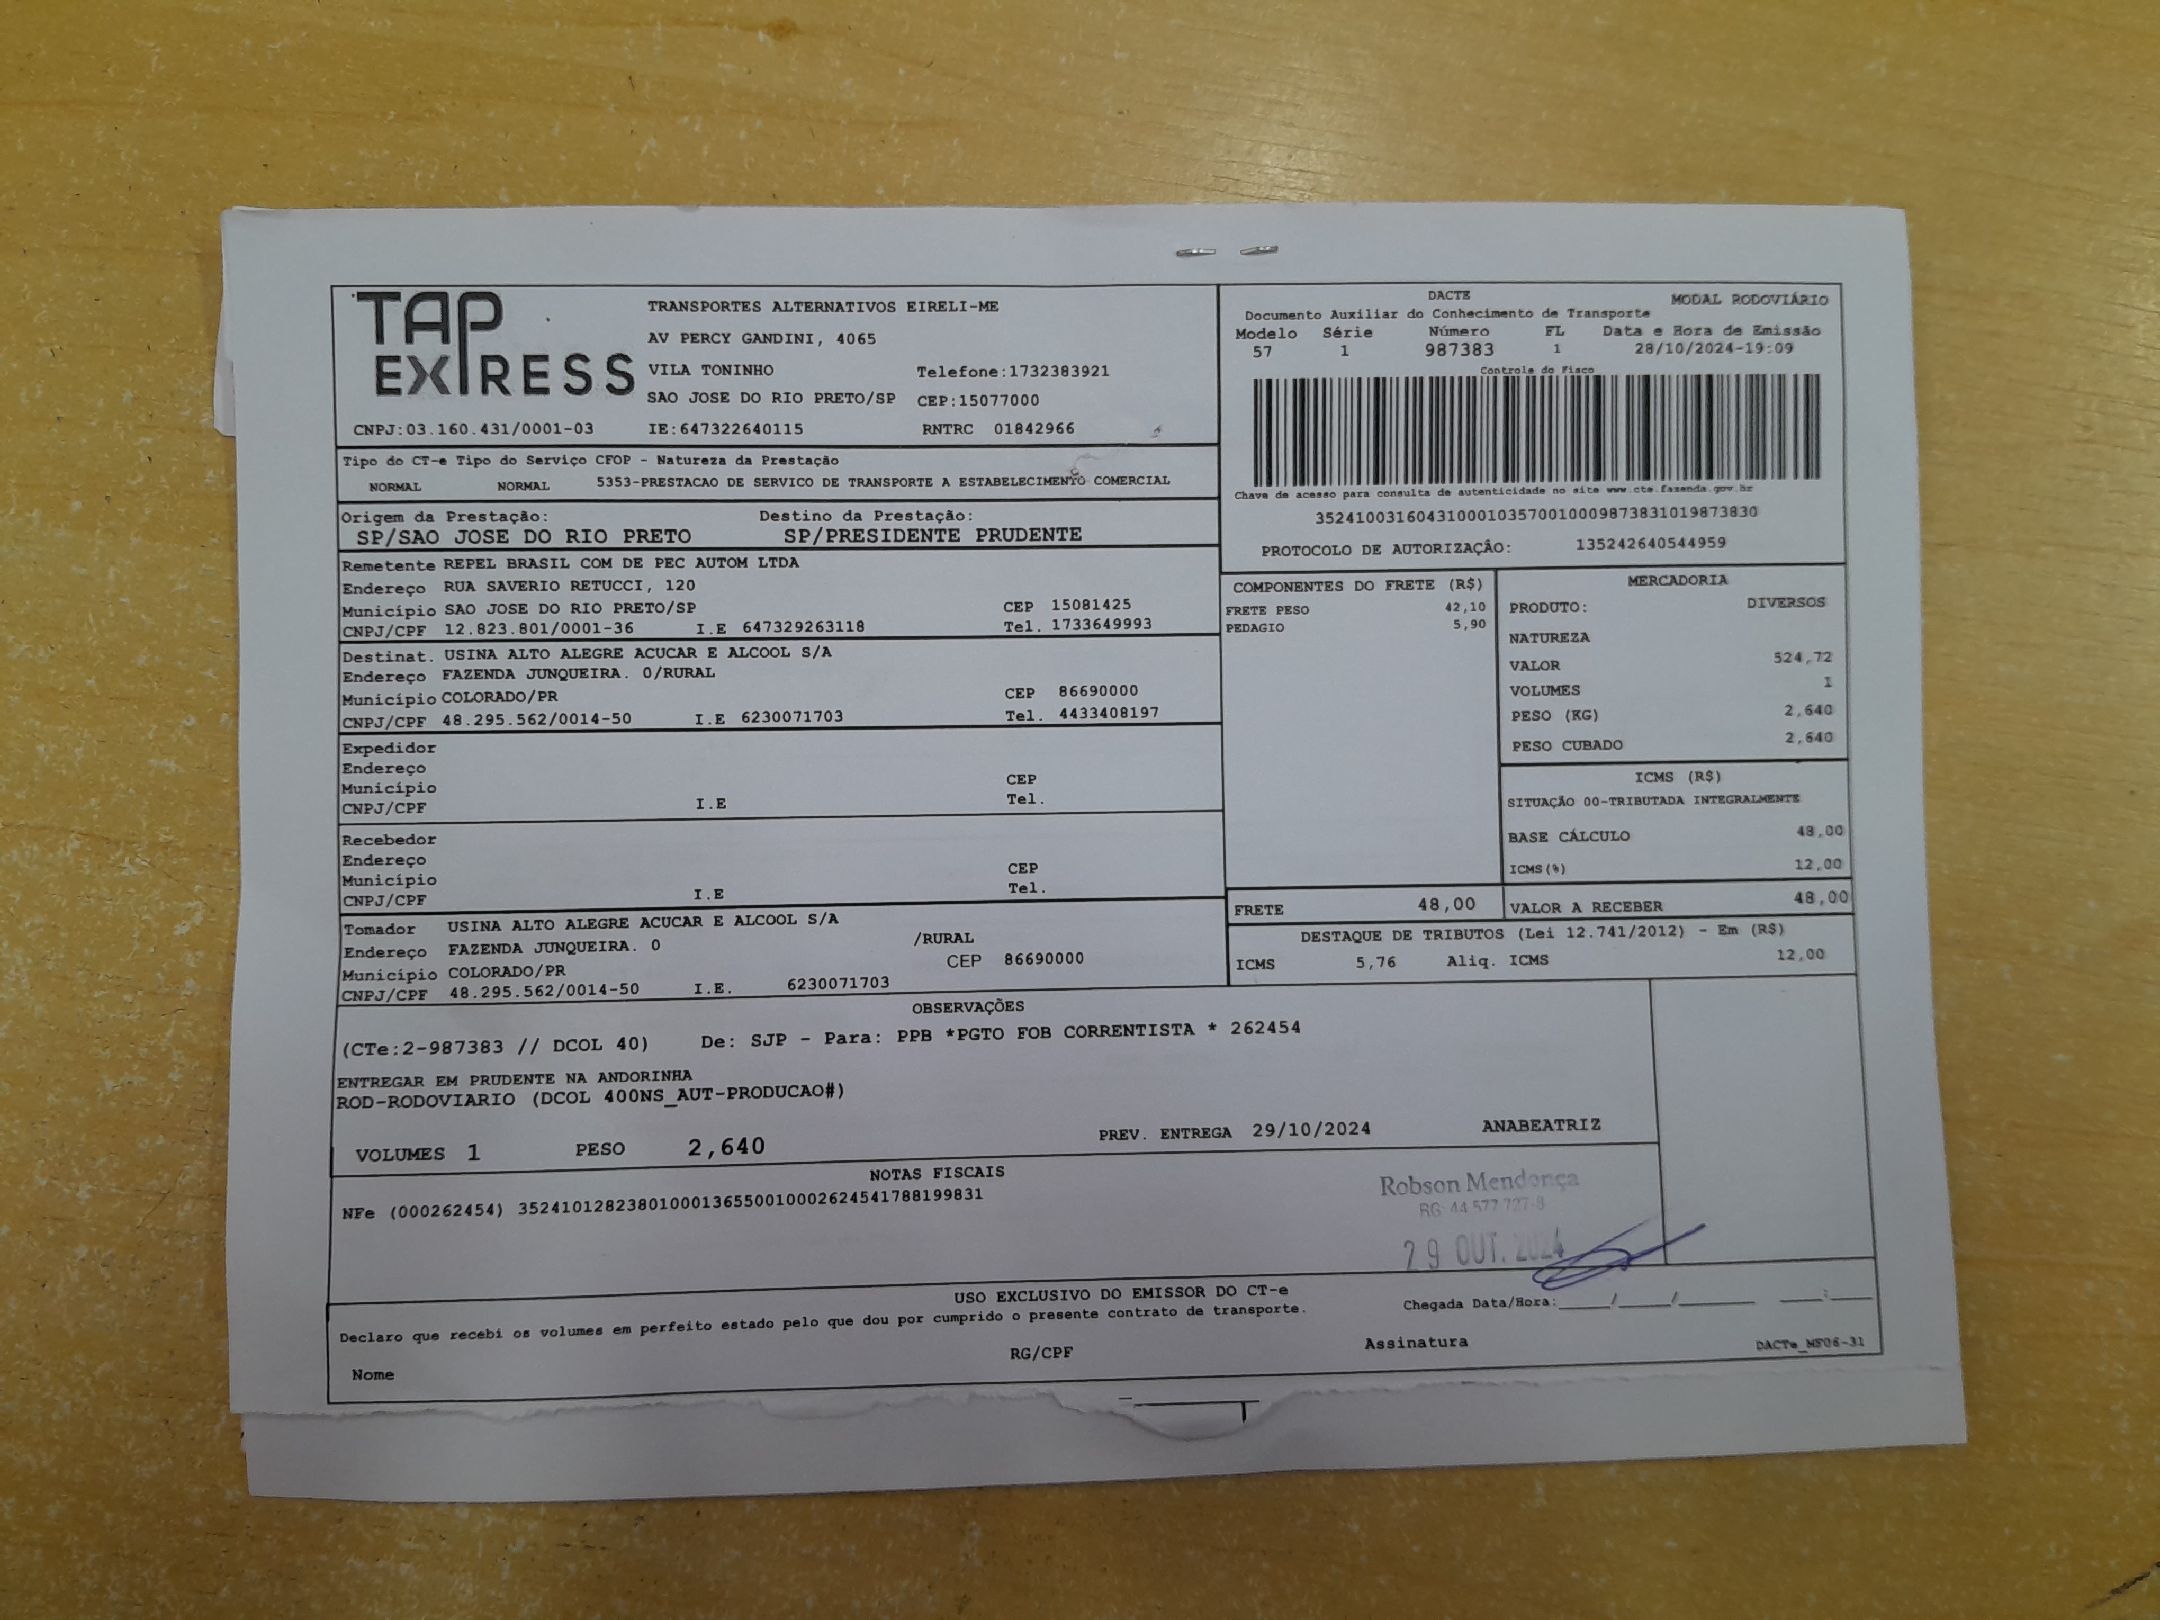 TAP EXPRESS
TRANSPORTES ALTERNATIVOS EIRELI-ME
AV PERCY GANDINI, 4065
VILA TONINHO Telefone:1732383921
SAO JOSE DO RIO PRETO/SP CEP:15077000
CNPJ:03.160.431/0001-03 IE:647322640115 RNTRC 01842966
DACTE MODAL RODOVIÁRIO
Documento Auxiliar do Conhecimento de Transporte
Modelo Série Número FL Data e Hora de Emissão
57 1 987383 1 28/10/2024-19:09
Controle do Fisco
Chave de acesso para consulta de autenticidade no site www.cte.fazenda.gov.br
35241003160431000103570010009873831019873830
PROTOCOLO DE AUTORIZAÇÂO: 135242640544959
Tipo do CT-e Tipo do Serviço CFOP - Natureza da Prestação
NORMAL NORMAL 5353-PRESTACAO DE SERVICO DE TRANSPORTE A ESTABELECIMENTO COMERCIAL
Origem da Prestação: Destino da Prestação:
SP/SAO JOSE DO RIO PRETO SP/PRESIDENTE PRUDENTE
Remetente REPEL BRASIL COM DE PEC AUTOM LTDA
Endereço RUA SAVERIO RETUCCI, 120
Município SAO JOSE DO RIO PRETO/SP CEP 15081425
CNPJ/CPF 12.823.801/0001-36 I.E 647329263118 Tel. 1733649993
Destinat. USINA ALTO ALEGRE ACUCAR E ALCOOL S/A
Endereço FAZENDA JUNQUEIRA. 0/RURAL
Município COLORADO/PR CEP 86690000
CNPJ/CPF 48.295.562/0014-50 I.E 6230071703 Tel. 4433408197
Expedidor
Endereço
Município CEP
CNPJ/CPF I.E Tel.
Recebedor
Endereço
Município CEP
CNPJ/CPF I.E Tel.
Tomador USINA ALTO ALEGRE ACUCAR E ALCOOL S/A
Endereço FAZENDA JUNQUEIRA. 0 /RURAL
Município COLORADO/PR CEP 86690000
CNPJ/CPF 48.295.562/0014-50 I.E. 6230071703
COMPONENTES DO FRETE (R$)
FRETE PESO 42,10
PEDAGIO 5,90
MERCADORIA
PRODUTO: DIVERSOS
NATUREZA
VALOR 524,72
VOLUMES 1
PESO (KG) 2,640
PESO CUBADO 2,640
ICMS (R$)
SITUAÇÃO 00-TRIBUTADA INTEGRALMENTE
BASE CÁLCULO 48,00
ICMS(%) 12,00
FRETE 48,00 VALOR A RECEBER 48,00
DESTAQUE DE TRIBUTOS (Lei 12.741/2012) - Em (R$)
ICMS 5,76 Aliq. ICMS 12,00
OBSERVAÇÕES
(CTe:2-987383 // DCOL 40) De: SJP - Para: PPB *PGTO FOB CORRENTISTA * 262454
ENTREGAR EM PRUDENTE NA ANDORINHA
ROD-RODOVIARIO (DCOL 400NS_AUT-PRODUCAO#)
VOLUMES 1 PESO 2,640 PREV. ENTREGA 29/10/2024 ANABEATRIZ
NOTAS FISCAIS
NFe (000262454) 35241012823801000136550010002624541788199831
Robson Mendonça
RG: 44 577 727-8
29 OUT. 2024
USO EXCLUSIVO DO EMISSOR DO CT-e
Declaro que recebi os volumes em perfeito estado pelo que dou por cumprido o presente contrato de transporte. Chegada Data/Hora:_____/_____/________ ____:____
Nome RG/CPF Assinatura DACTe_NF06-31